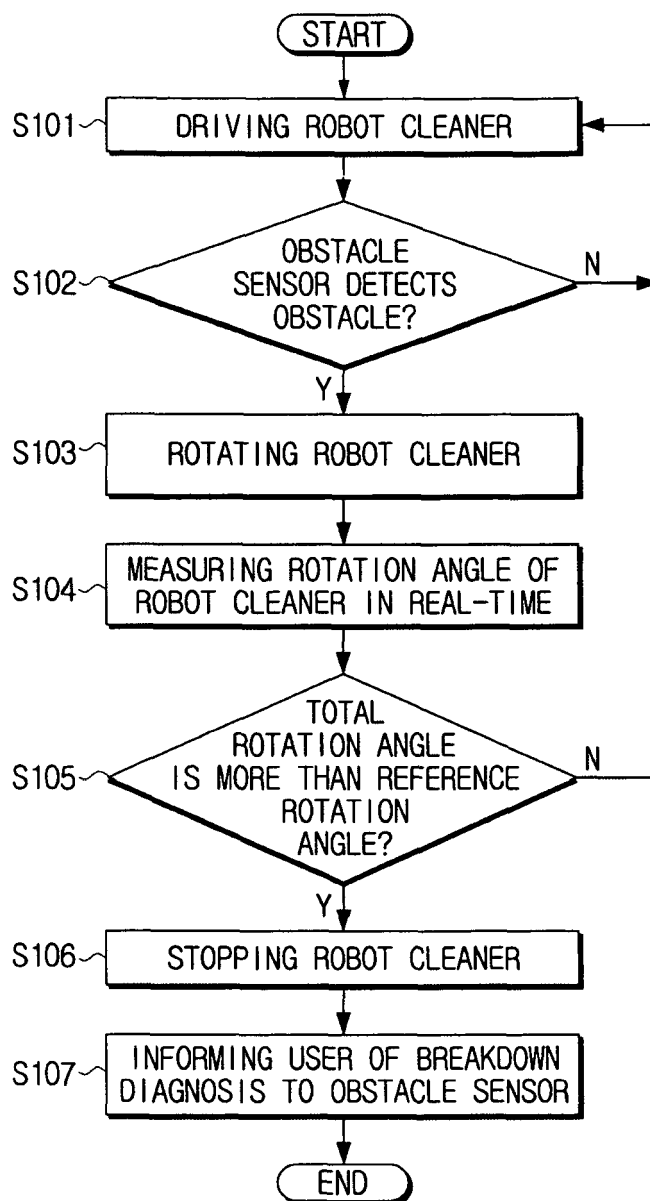 START
S101
DRIVING ROBOT CLEANER
S102
OBSTACLE
SENSOR DETECTS
OBSTACLE?
N
Y
S103
ROTATING ROBOT CLEANER
S104
MEASURING ROTATION ANGLE OF
ROBOT CLEANER IN REAL-TIME
S105
TOTAL
ROTATION ANGLE
IS MORE THAN REFERENCE
ROTATION
ANGLE?
N
Y
S106
STOPPING ROBOT CLEANER
S107
INFORMING USER OF BREAKDOWN
DIAGNOSIS TO OBSTACLE SENSOR
END